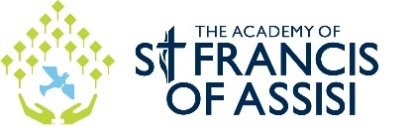 THE ACADEMY OF
St FRANCIS
OF ASSISI